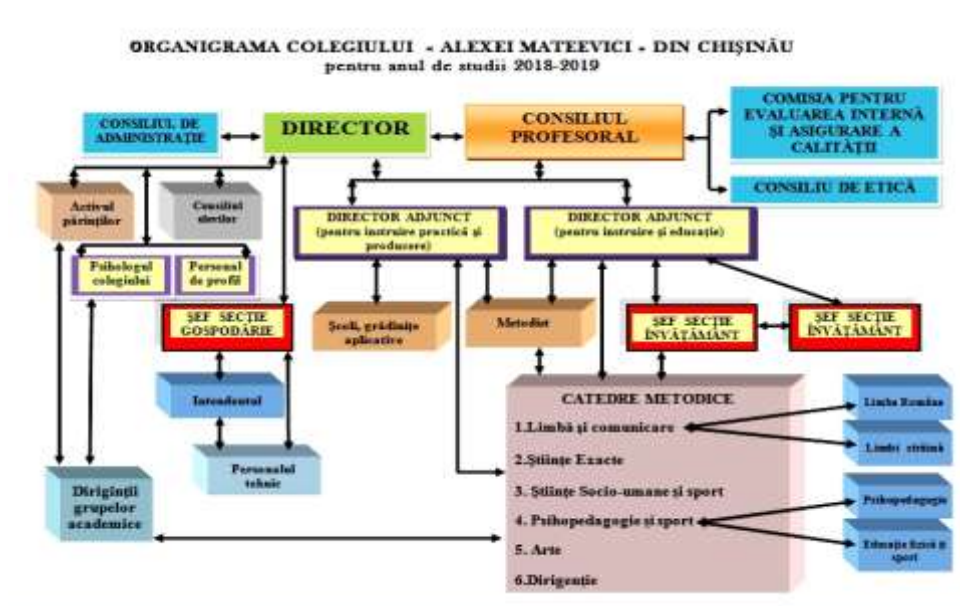 ORGANIGRAMA COLEGIULUI « ALEXEI MATEEVICI » DIN CHIȘINĂU
pentru anul de studii 2018-2019
CONSILIUL DE
ADMINISTRAȚIE
DIRECTOR
CONSILIUL
PROFESORAL
COMISIA PENTRU
EVALUAREA INTERNĂ
ȘI ASIGURARE A
CALITĂȚII
CONSILIU DE ETICĂ
Activul
părinților
Consiliul
elevilor
DIRECTOR ADJUNCT
(pentru instruire practică și
producere)
DIRECTOR ADJUNCT
(pentru instruire și educație)
Psihologul
colegiului
Personal
de profil
ȘEF SECȚIE
GOSPODĂRIE
Școli, grădinițe
aplicative
Metodist
ȘEF SECȚIE
ÎNVĂȚĂMÂNT
ȘEF SECȚIE
ÎNVĂȚĂMÂNT
Intendentul
Personalul
tehnic
Diriginții
grupelor
academice
CATEDRE METODICE
1.Limbă și comunicare
2.Științe Exacte
3. Științe Socio-umane și sport
4. Psihopedagogie și sport
5. Arte
6.Dirigenție
Limba Română
Limbi străină
Psihopedagogie
Educație fizică și
sport